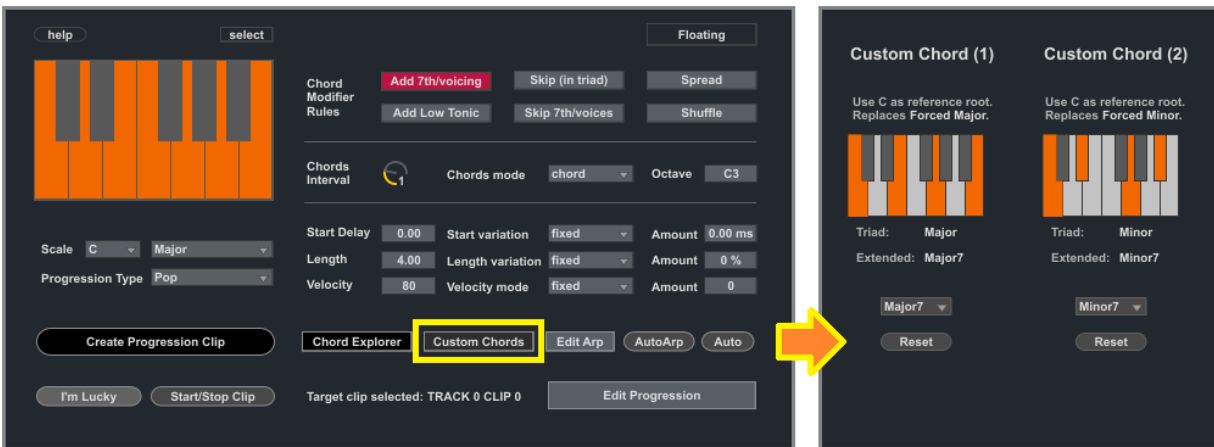 help
select
Floating
Chord
Modifier
Rules
Add 7th/voicing
Skip (in triad)
Spread
Add Low Tonic
Skip 7th/voices
Shuffle
Chords
Interval
1
Chords mode
chord
Octave
C3
Scale
C
Major
Progression Type
Pop
Start Delay
0.00
Start variation
fixed
Amount
0.00 ms
Length
4.00
Length variation
fixed
Amount
0 %
Velocity
80
Velocity mode
fixed
Amount
0
Create Progression Clip
Chord Explorer
Custom Chords
Edit Arp
AutoArp
Auto
I'm Lucky
Start/Stop Clip
Target clip selected: TRACK 0 CLIP 0
Edit Progression
Custom Chord (1)
Use C as reference root.
Replaces Forced Major.
Triad: Major
Extended: Major7
Major7
Reset
Custom Chord (2)
Use C as reference root.
Replaces Forced Minor.
Triad: Minor
Extended: Minor7
Minor7
Reset